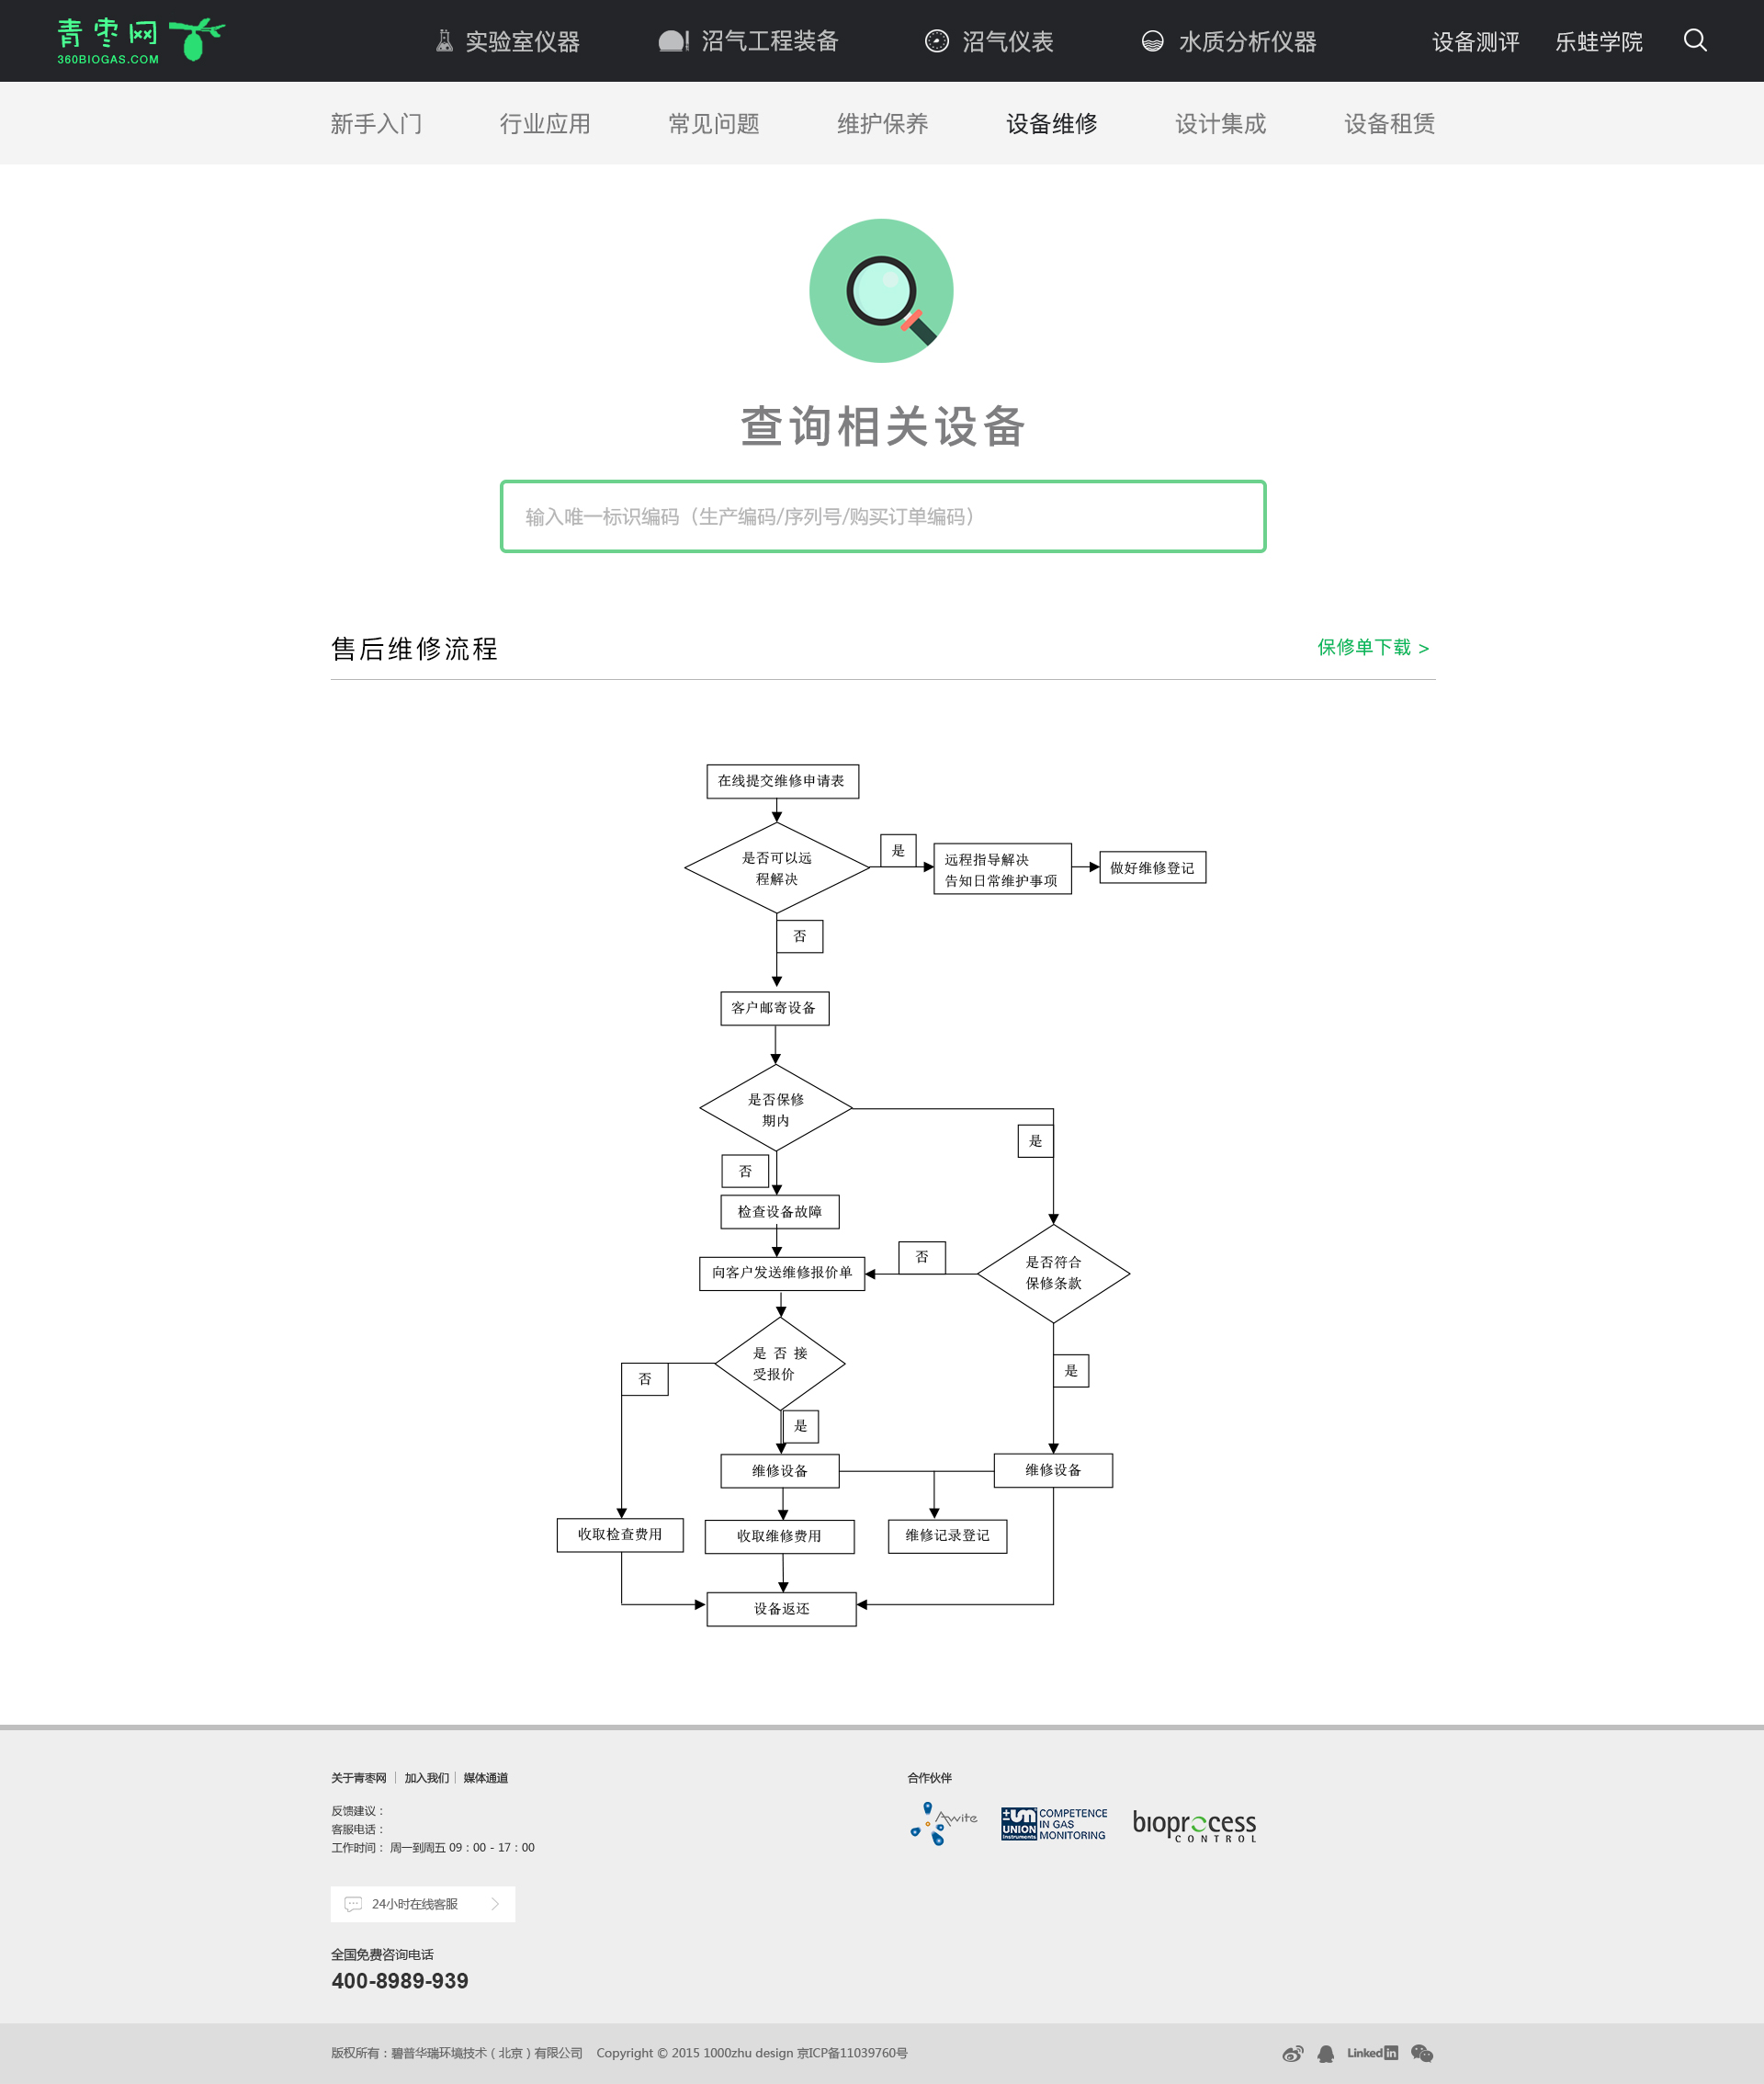 青枣网
360BIOGAS.COM
实验室仪器
沼气工程装备
沼气仪表
水质分析仪器
设备测评
乐蛙学院
新手入门
行业应用
常见问题
维护保养
设备维修
设计集成
设备租赁
查询相关设备
输入唯一标识编码（生产编码/序列号/购买订单编码）
售后维修流程
保修单下载 >
在线提交维修申请表
是否可以远
程解决
是
远程指导解决
告知日常维护事项
做好维修登记
否
客户邮寄设备
是否保修
期内
是
否
检查设备故障
向客户发送维修报价单
否
是否符合
保修条款
是 否 接
受报价
否
是
是
维修设备
维修设备
收取检查费用
收取维修费用
维修记录登记
设备返还
关于青枣网
加入我们
媒体通道
反馈建议：
客服电话：
工作时间： 周一到周五 09：00 - 17：00
24小时在线客服
全国免费咨询电话
400-8989-939
合作伙伴
Awite
UNION
Instruments
COMPETENCE
IN GAS
MONITORING
bioprocess
CONTROL
版权所有：碧普华瑞环境技术（北京）有限公司 Copyright © 2015 1000zhu design 京ICP备11039760号
Linked in